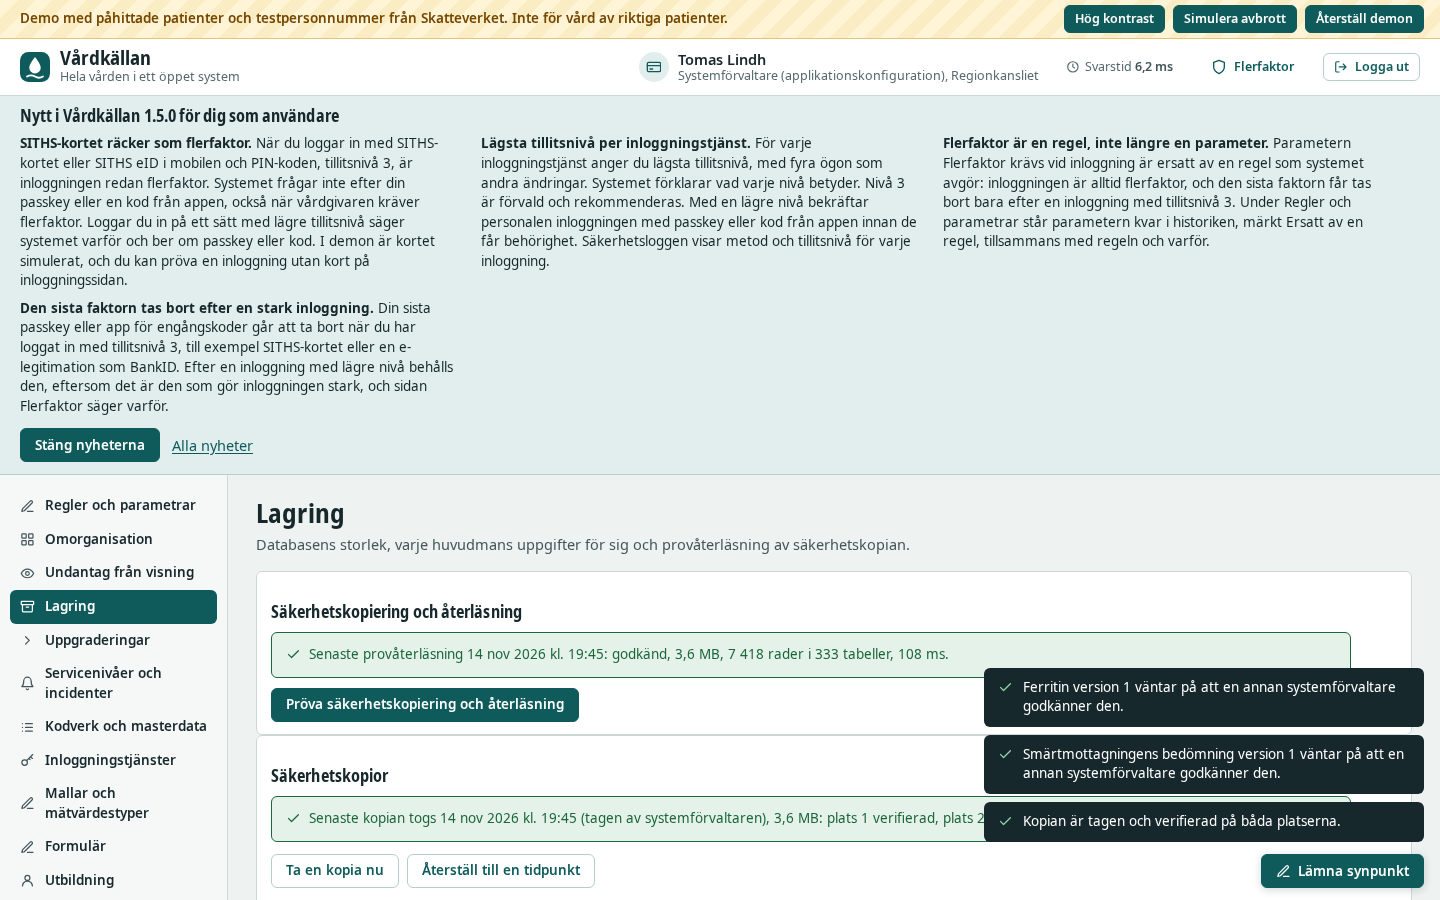 Demo med påhittade patienter och testpersonnummer från Skatteverket. Inte för vård av riktiga patienter.
Hög kontrast
Simulera avbrott
Återställ demon
Vårdkällan
Hela vården i ett öppet system
Tomas Lindh
Systemförvaltare (applikationskonfiguration), Regionkansliet
Svarstid 6,2 ms
Flerfaktor
Logga ut
Nytt i Vårdkällan 1.5.0 för dig som användare
SITHS-kortet räcker som flerfaktor. När du loggar in med SITHS-
kortet eller SITHS eID i mobilen och PIN-koden, tillitsnivå 3, är
inloggningen redan flerfaktor. Systemet frågar inte efter din
passkey eller en kod från appen, också när vårdgivaren kräver
flerfaktor. Loggar du in på ett sätt med lägre tillitsnivå säger
systemet varför och ber om passkey eller kod. I demon är kortet
simulerat, och du kan pröva en inloggning utan kort på
inloggningssidan.
Den sista faktorn tas bort efter en stark inloggning. Din sista
passkey eller app för engångskoder går att ta bort när du har
loggat in med tillitsnivå 3, till exempel SITHS-kortet eller en e-
legitimation som BankID. Efter en inloggning med lägre nivå behålls
den, eftersom det är den som gör inloggningen stark, och sidan
Flerfaktor säger varför.
Lägsta tillitsnivå per inloggningstjänst. För varje
inloggningstjänst anger du lägsta tillitsnivå, med fyra ögon som
andra ändringar. Systemet förklarar vad varje nivå betyder. Nivå 3
är förvald och rekommenderas. Med en lägre nivå bekräftar
personalen inloggningen med passkey eller kod från appen innan de
får behörighet. Säkerhetsloggen visar metod och tillitsnivå för varje
inloggning.
Flerfaktor är en regel, inte längre en parameter. Parametern
Flerfaktor krävs vid inloggning är ersatt av en regel som systemet
avgör: inloggningen är alltid flerfaktor, och den sista faktorn får tas
bort bara efter en inloggning med tillitsnivå 3. Under Regler och
parametrar står parametern kvar i historiken, märkt Ersatt av en
regel, tillsammans med regeln och varför.
Stäng nyheterna
Alla nyheter
Regler och parametrar
Omorganisation
Undantag från visning
Lagring
Uppgraderingar
Servicenivåer och
incidenter
Kodverk och masterdata
Inloggningstjänster
Mallar och
mätvärdestyper
Formulär
Utbildning
Lagring
Databasens storlek, varje huvudmans uppgifter för sig och provåterläsning av säkerhetskopian.
Säkerhetskopiering och återläsning
Senaste provåterläsning 14 nov 2026 kl. 19:45: godkänd, 3,6 MB, 7 418 rader i 333 tabeller, 108 ms.
Pröva säkerhetskopiering och återläsning
Säkerhetskopior
Senaste kopian togs 14 nov 2026 kl. 19:45 (tagen av systemförvaltaren), 3,6 MB: plats 1 verifierad, plats 2
Ta en kopia nu
Återställ till en tidpunkt
Ferritin version 1 väntar på att en annan systemförvaltare
godkänner den.
Smärtmottagningens bedömning version 1 väntar på att en
annan systemförvaltare godkänner den.
Kopian är tagen och verifierad på båda platserna.
Lämna synpunkt